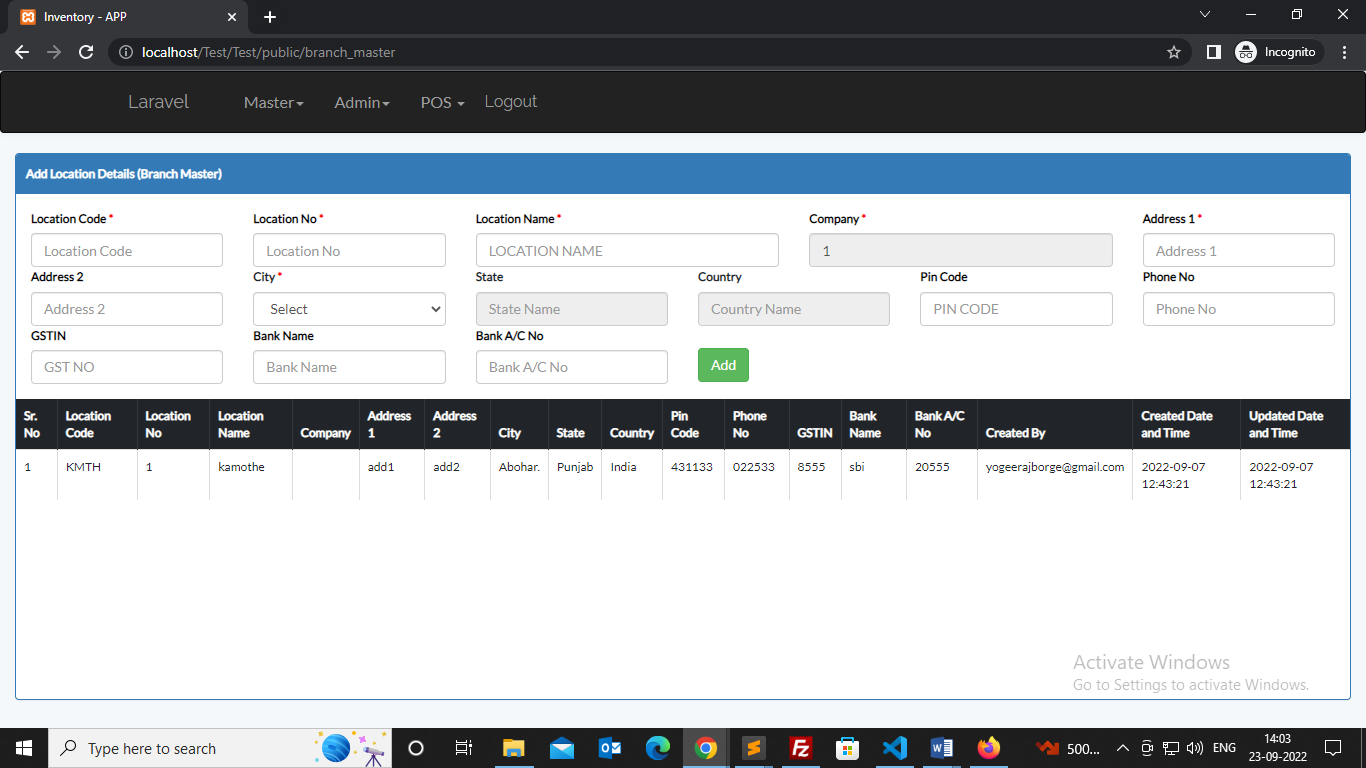 Inventory - APP
localhost/Test/Test/public/branch_master
Incognito
Laravel Master Admin POS Logout
Add Location Details (Branch Master)
Location Code * Location No * Location Name * Company * Address 1 *
Location Code Location No LOCATION NAME 1 Address 1
Address 2 City * State Country Pin Code Phone No
Address 2 Select State Name Country Name PIN CODE Phone No
GSTIN Bank Name Bank A/C No
GST NO Bank Name Bank A/C No Add
Sr. Location Location Location Address Address Pin Phone Bank Bank A/C Created Date Updated Date
No Code No Name Company 1 2 City State Country Code No GSTIN Name No Created By and Time and Time
1 KMTH 1 kamothe add1 add2 Abohar. Punjab India 431133 022533 8555 sbi 20555 yogeerajborge@gmail.com 2022-09-07 2022-09-07
12:43:21 12:43:21
Activate Windows
Go to Settings to activate Windows.
Type here to search
500...
ENG
14:03
23-09-2022